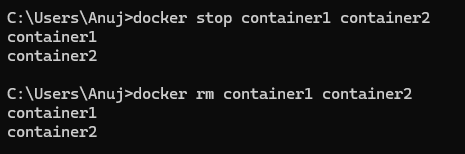 C:\Users\Anuj>docker stop container1 container2
container1
container2
C:\Users\Anuj>docker rm container1 container2
container1
container2